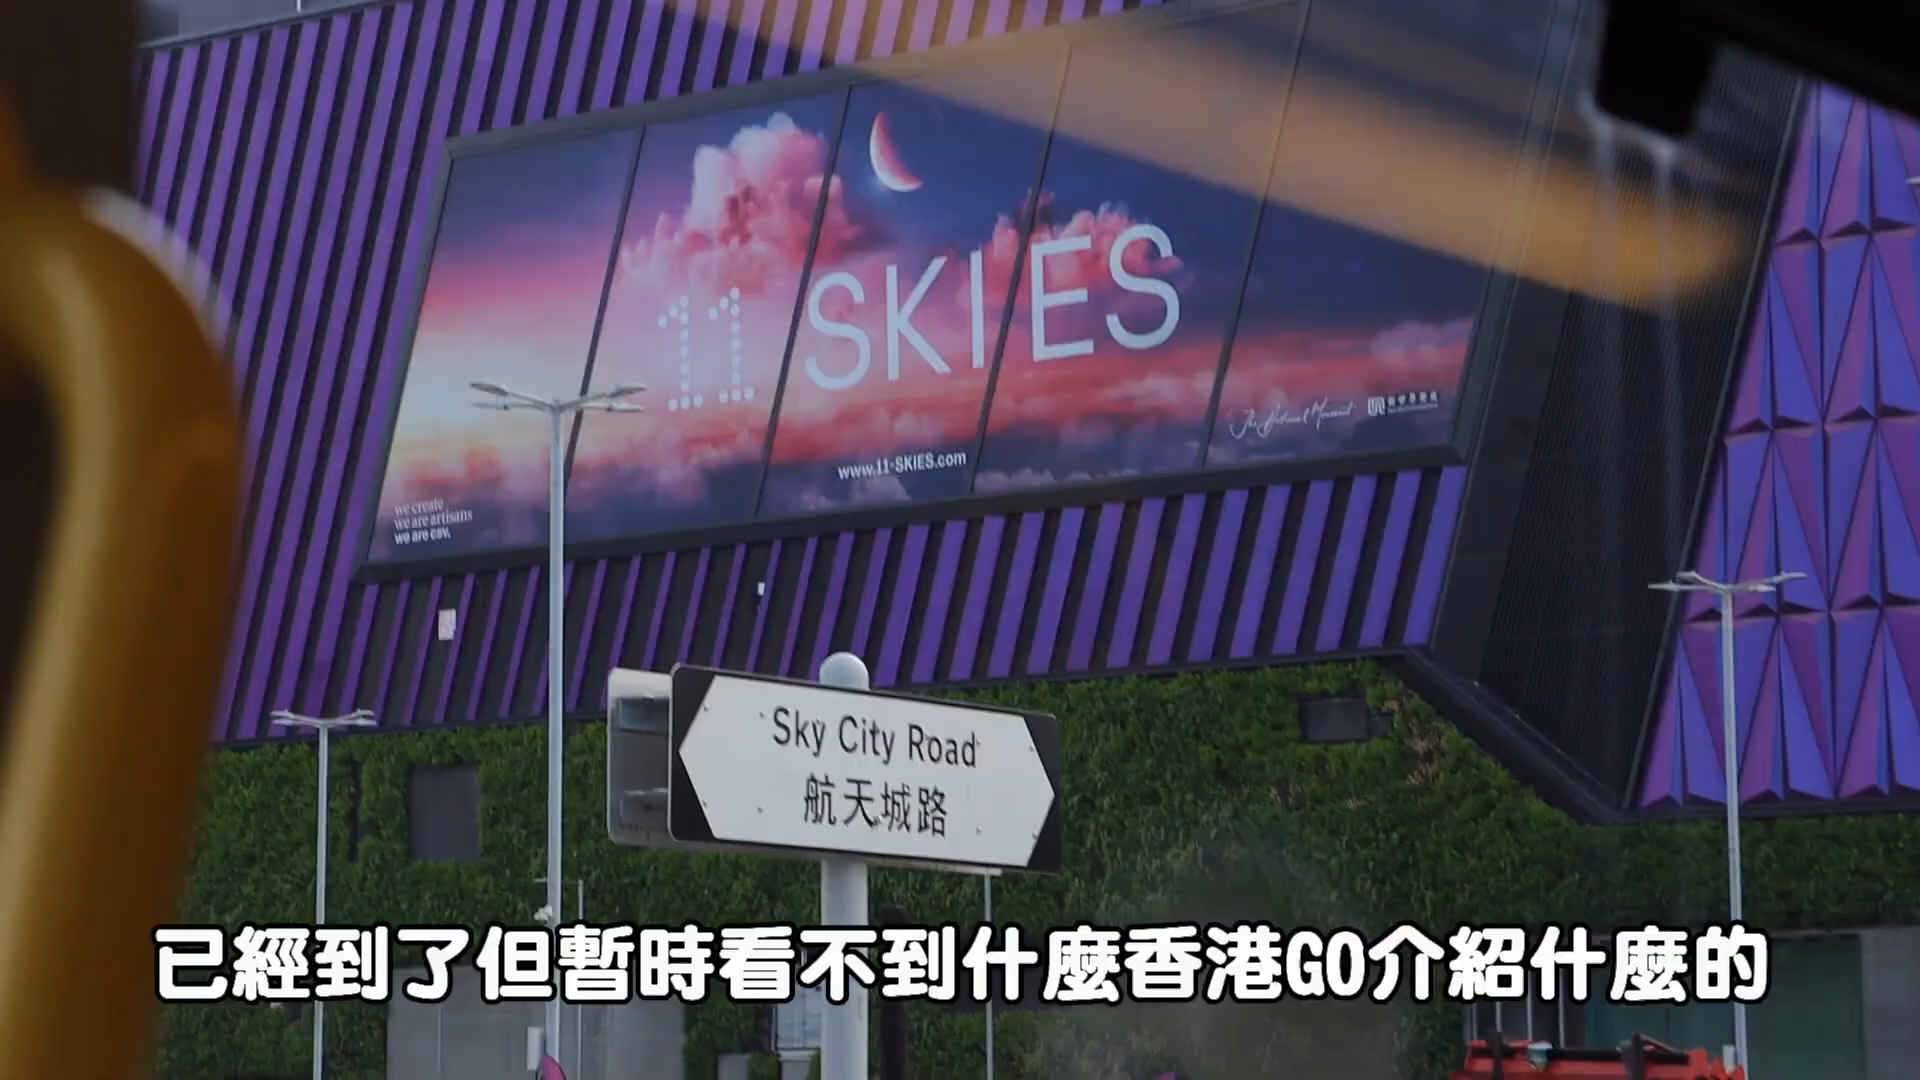 11 SKIES
www.11-SKIES.com
we create
we are artisans
we are csv.
Sky City Road
航天城路
已經到了但暫時看不到什麼香港GO介紹什麼的